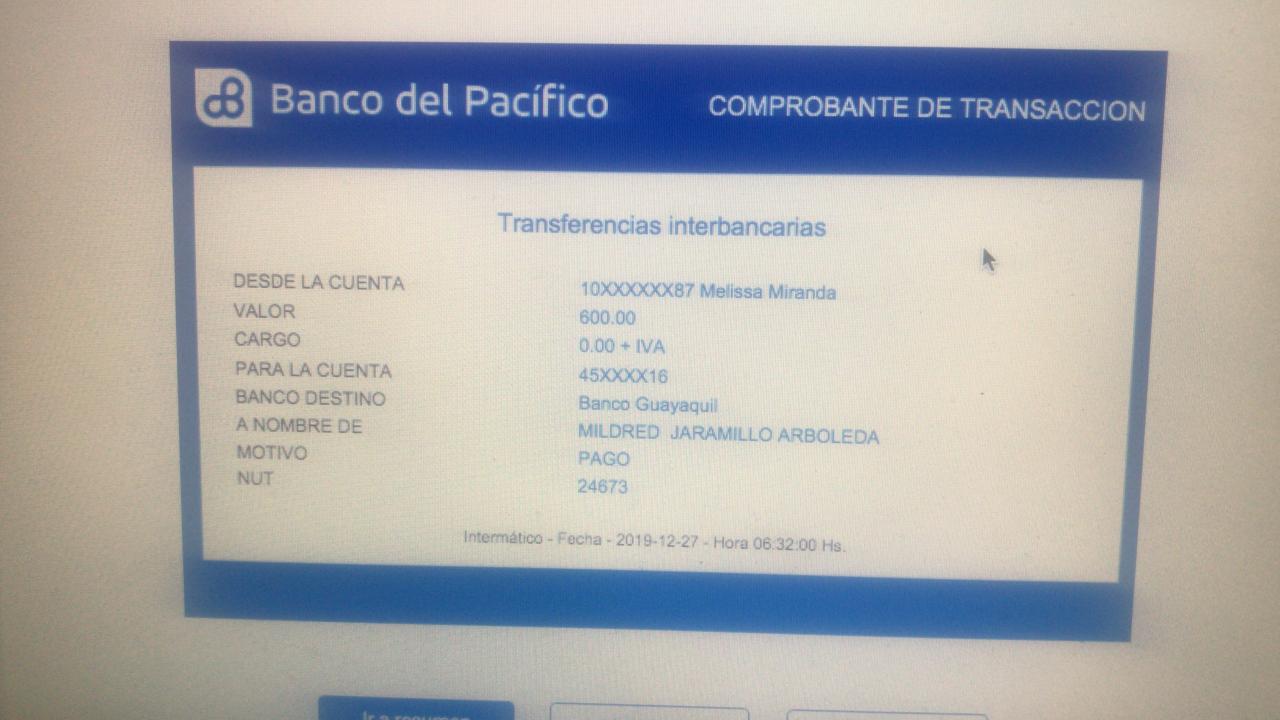 Banco del Pacífico
COMPROBANTE DE TRANSACCION
Transferencias interbancarias
DESDE LA CUENTA 10XXXXXX87 Melissa Miranda
VALOR 600.00
CARGO 0.00 + IVA
PARA LA CUENTA 45XXXX16
BANCO DESTINO Banco Guayaquil
A NOMBRE DE MILDRED JARAMILLO ARBOLEDA
MOTIVO PAGO
NUT 24673
Intermático - Fecha - 2019-12-27 - Hora 06:32:00 Hs.
Ir a resumen